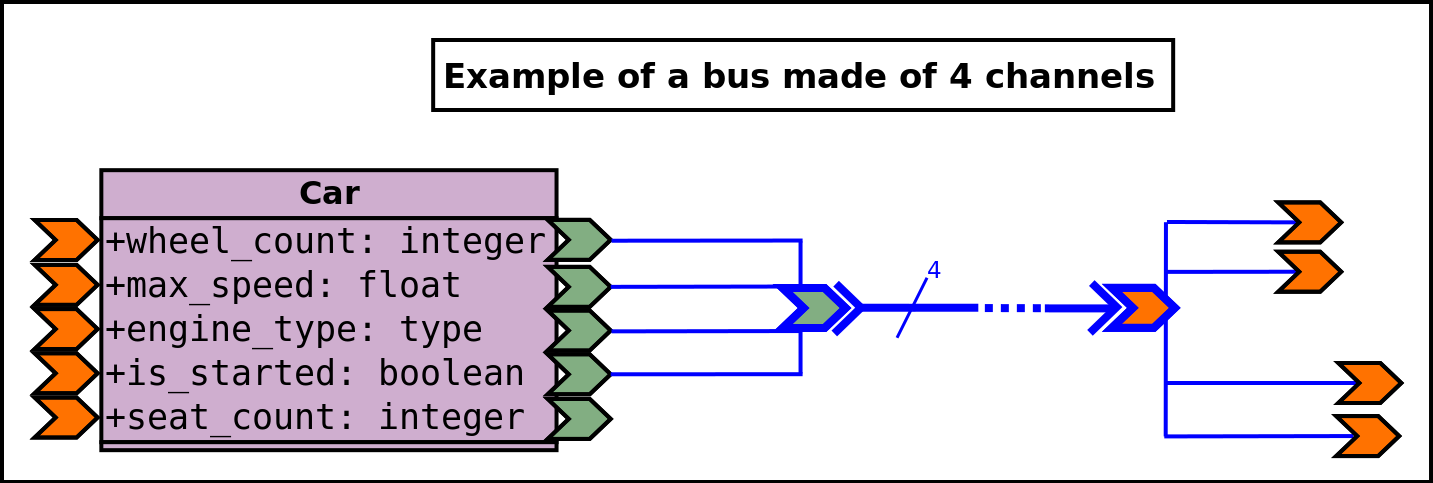 Example of a bus made of 4 channels
Car
+wheel_count: integer
+max_speed: float
+engine_type: type
+is_started: boolean
+seat_count: integer
4